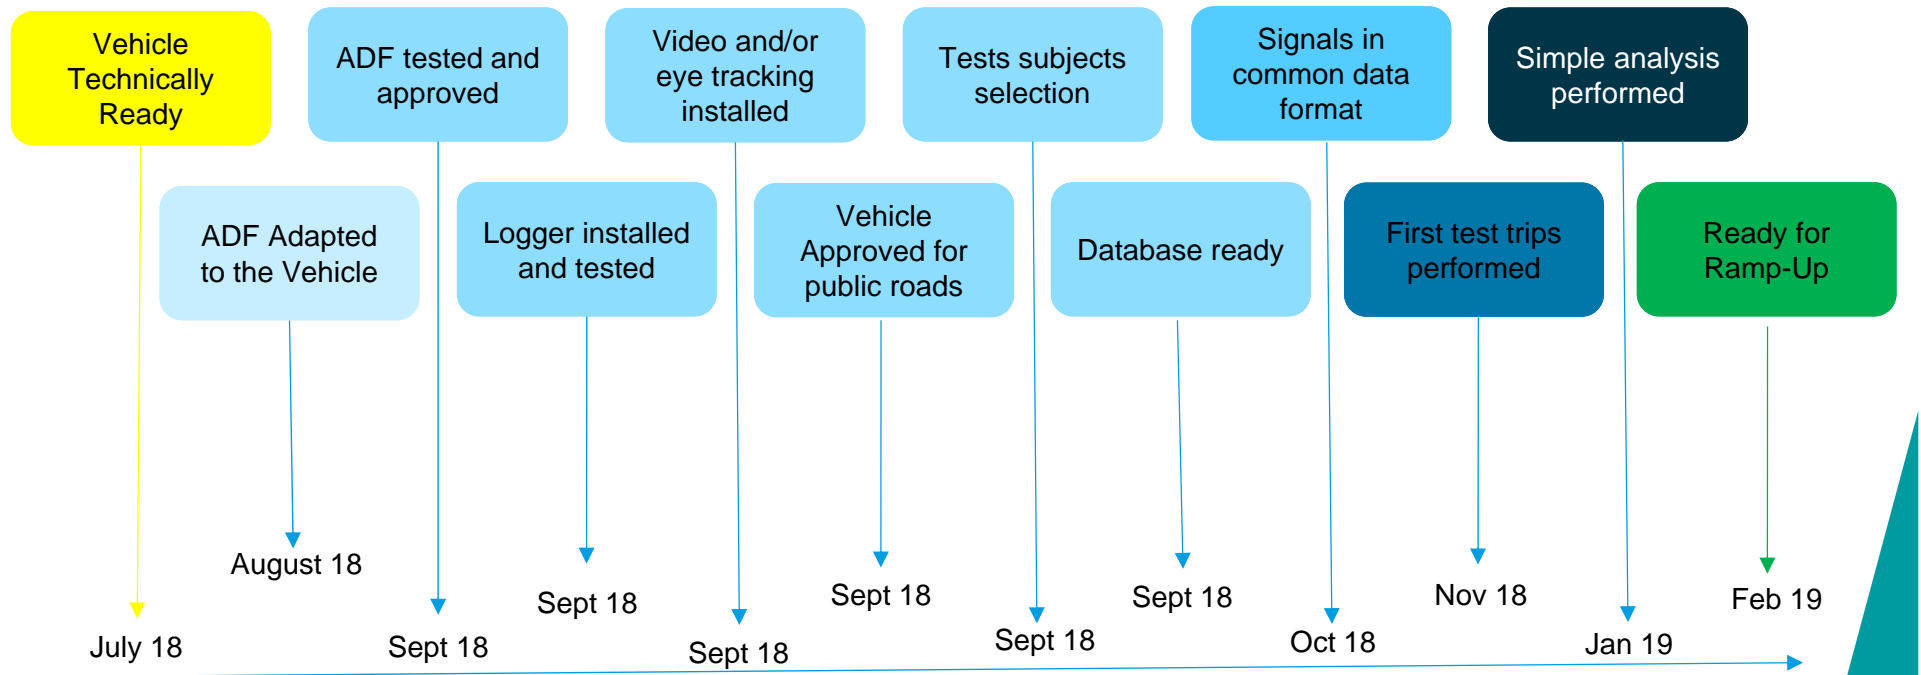 Vehicle
Technically
Ready
ADF tested and
approved
Video and/or
eye tracking
installed
Tests subjects
selection
Signals in
common data
format
Simple analysis
performed
ADF Adapted
to the Vehicle
Logger installed
and tested
Vehicle
Approved for
public roads
Database ready
First test trips
performed
Ready for
Ramp-Up
August 18
Sept 18
Sept 18
Sept 18
Nov 18
Feb 19
July 18
Sept 18
Sept 18
Sept 18
Oct 18
Jan 19